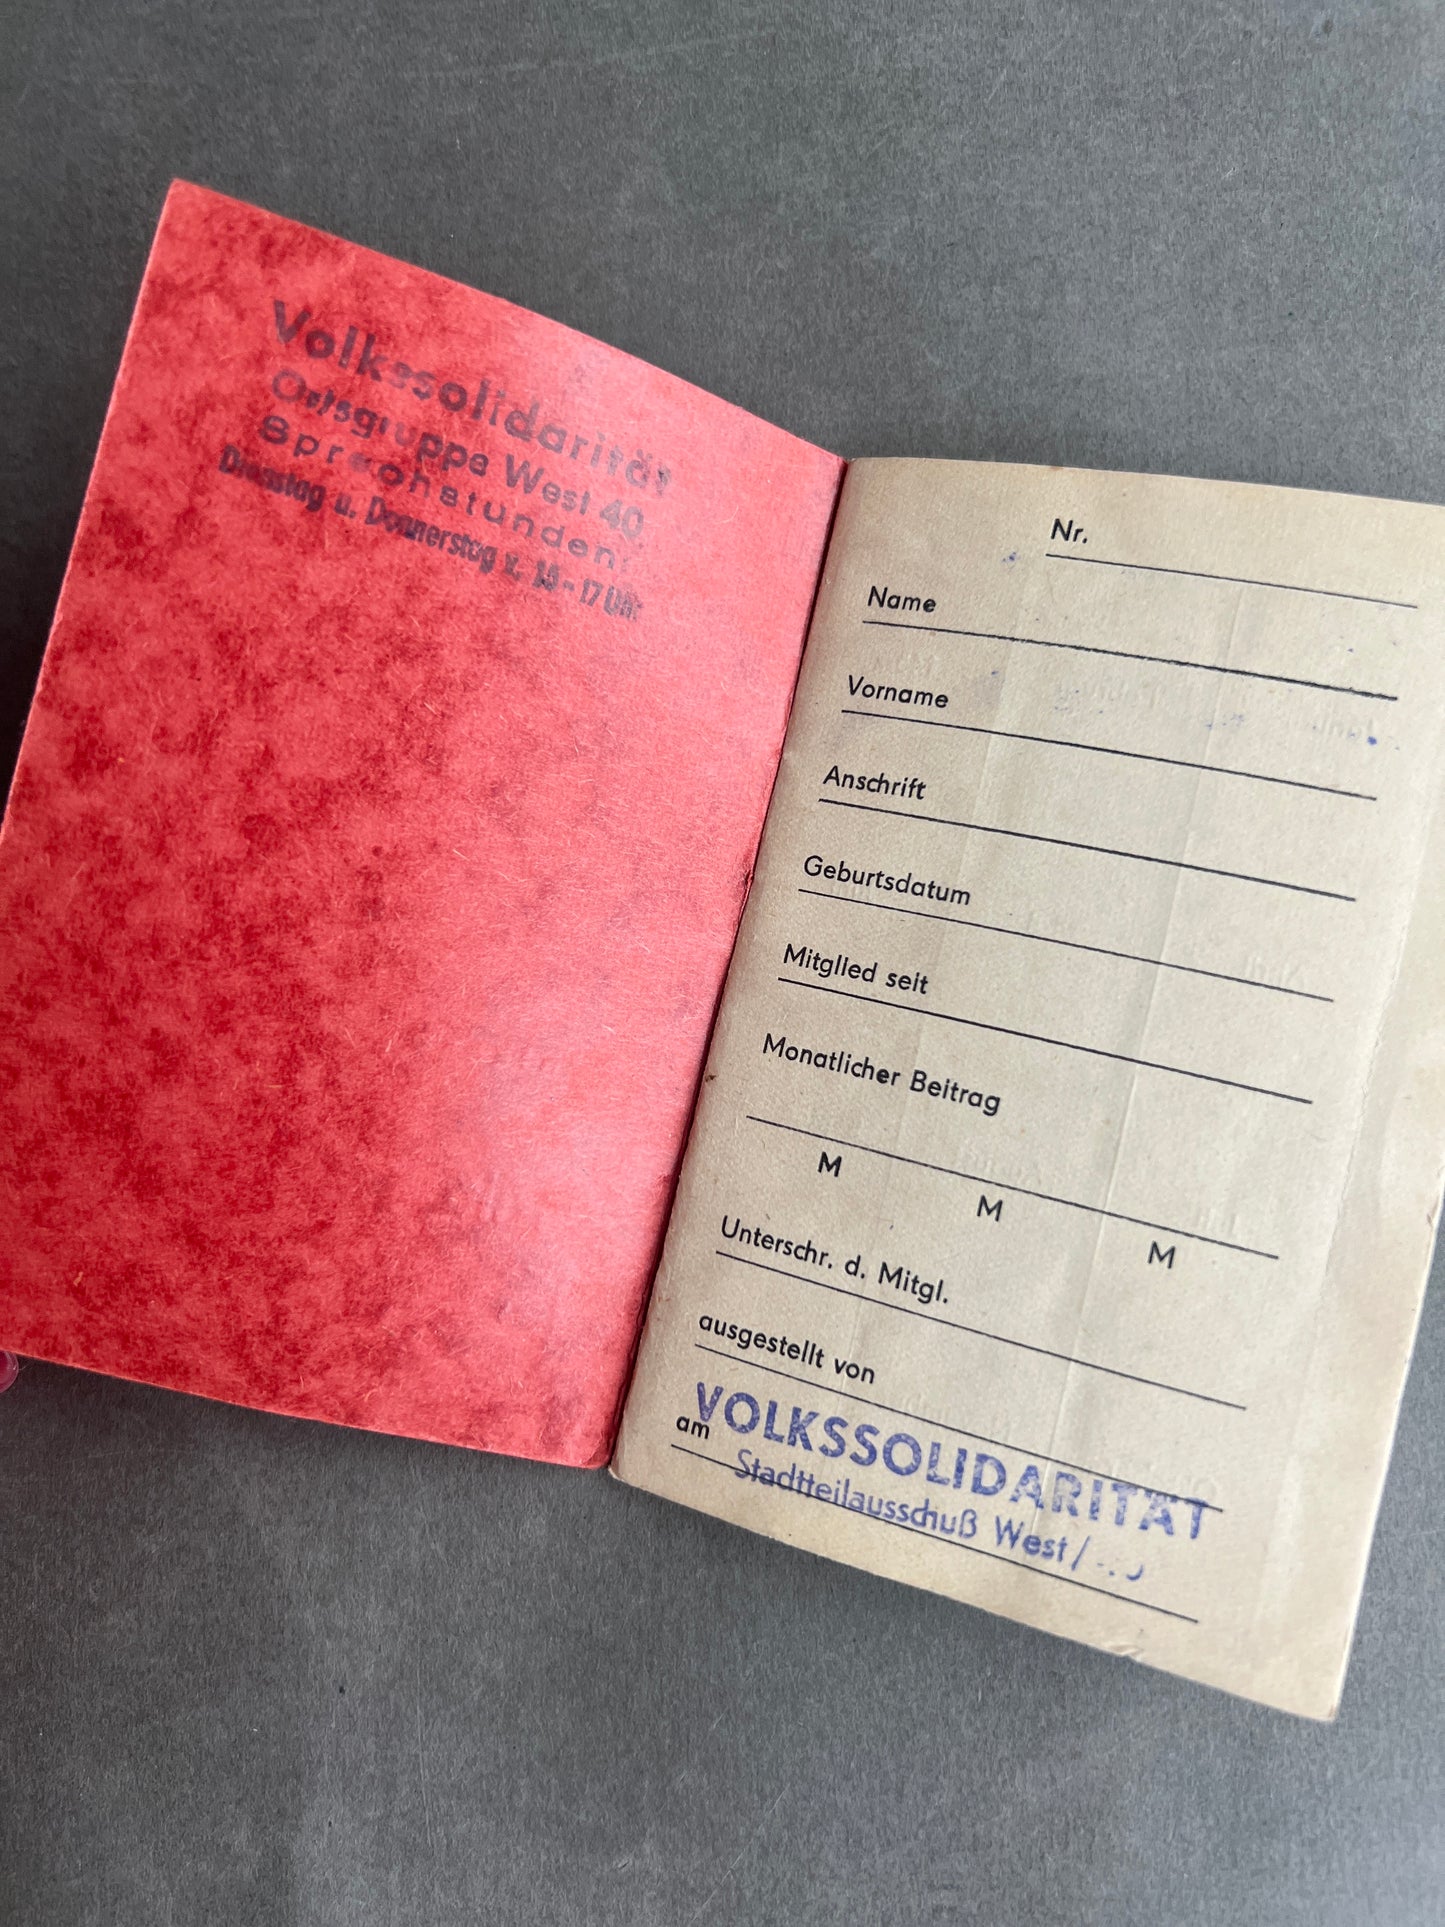 Volkssolidarität
Ortsgruppe West 40
Sprechstunden:
Dienstag u. Donnerstag v. 15-17 Uhr
Nr.
Name
Vorname
Anschrift
Geburtsdatum
Mitglied seit
Monatlicher Beitrag
M M M
Unterschr. d. Mitgl.
ausgestellt von
VOLKSSOLIDARITÄT
am
Stadtteilausschuß West/